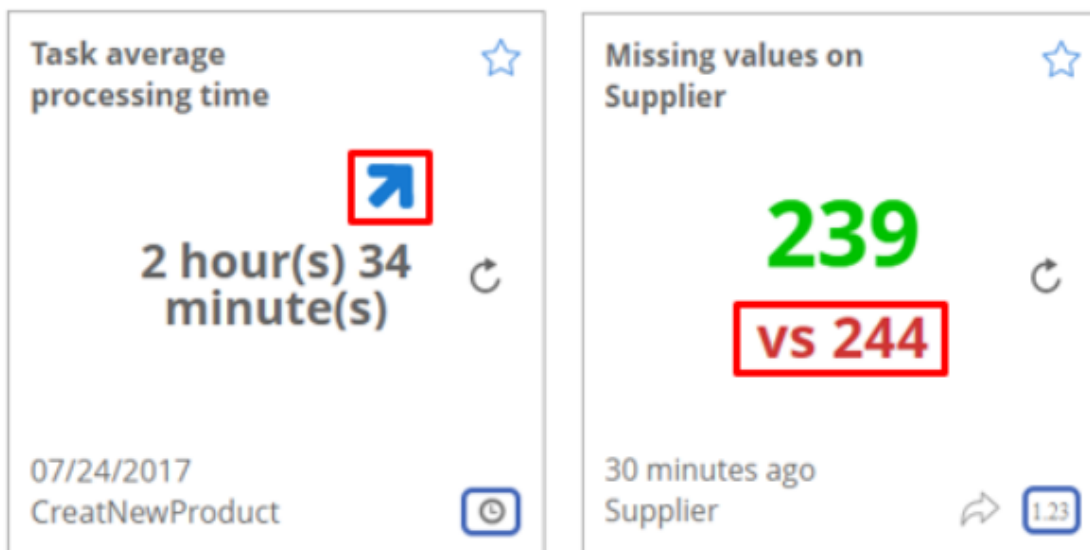 Task average
processing time
2 hour(s) 34
minute(s)
07/24/2017
CreatNewProduct
Missing values on
Supplier
239
vs 244
30 minutes ago
Supplier
1.23